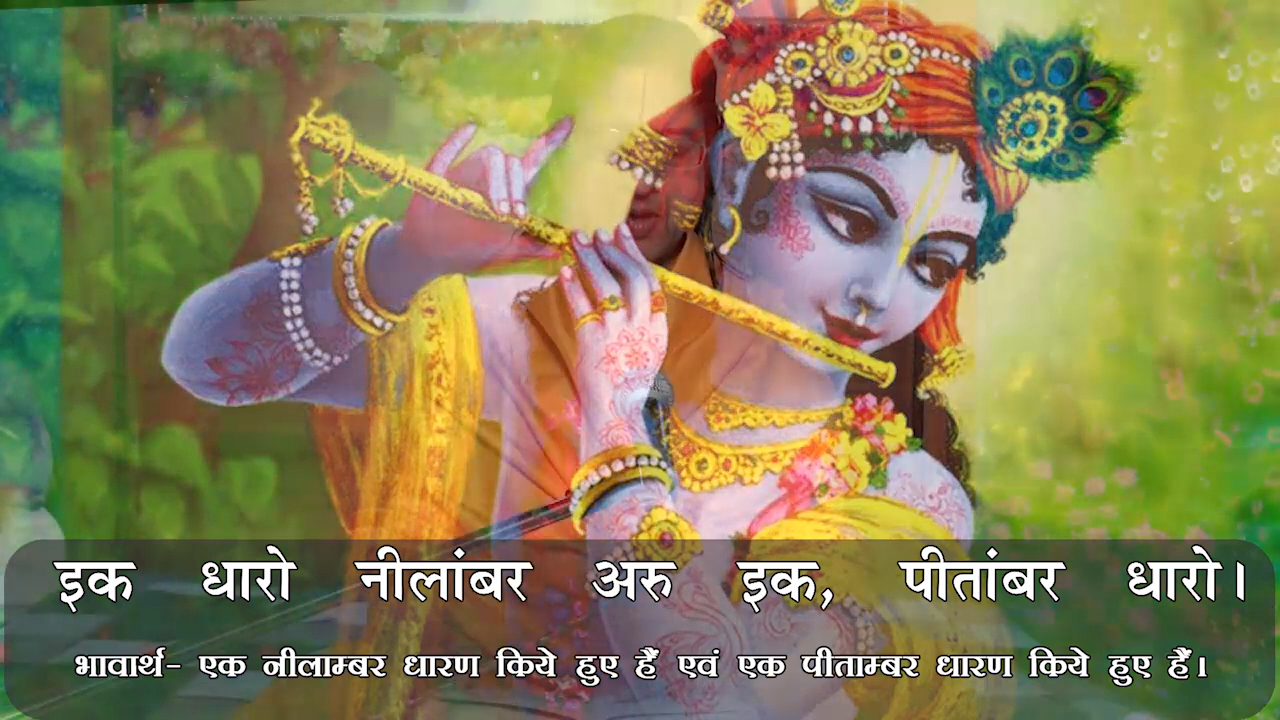 इक धारो नीलांबर अरु इक, पीतांबर धारो।
भावार्थ- एक नीलाम्बर धारण किये हुए हैं एवं एक पीताम्बर धारण किये हुए हैं।